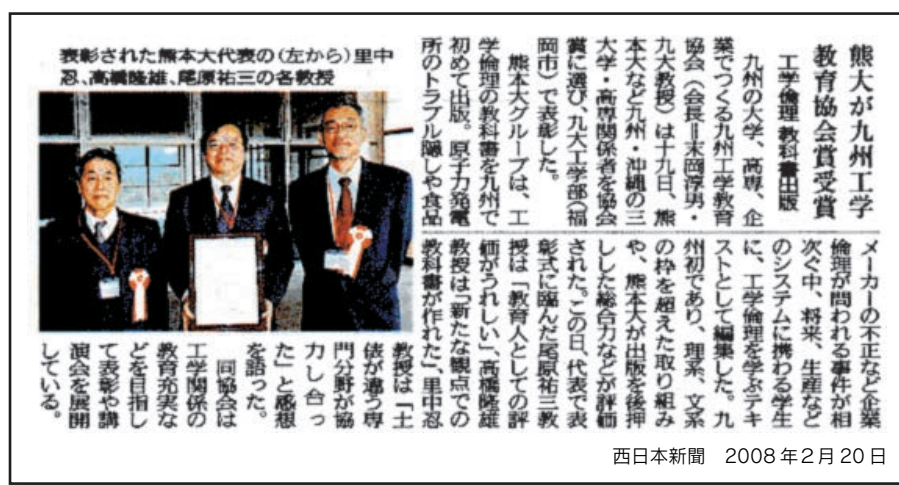 熊大が九州工学
教育協会賞受賞
工学倫理 教科書出版
九州の大学、高専、企
業でつくる九州工学教育
協会（会長＝末岡淳男・
九大教授）は十九日、熊
本大など九州・沖縄の三
大学・高専関係者を協会
賞に選び、九大工学部（福
岡市）で表彰した。
熊本大グループは、工
学倫理の教科書を九州で
初めて出版。原子力発電
所のトラブル隠しや食品
メーカーの不正など企業
倫理が問われる事件が相
次ぐ中、将来、生産など
のシステムに携わる学生
に、工学倫理を学ぶテキ
ストとして編集した。九
州初であり、理系、文系
の枠を超えた取り組み
や、熊本大が出版を後押
しした総合力などが評価
された。この日、代表で表
彰式に臨んだ尾原祐三教
授は「教育人としての評
価がうれしい」、高橋隆雄
教授は「新たな観点での
教科書が作れた」、里中忍
教授は「土
俵が違う専
門分野が協
力し合っ
た」と感想
を語った。
同協会は
工学関係の
教育充実な
どを目指し
て表彰や講
演会を展開
している。
表彰された熊本大代表の（左から）里中
忍、高橋隆雄、尾原祐三の各教授
西日本新聞　2008年2月20日